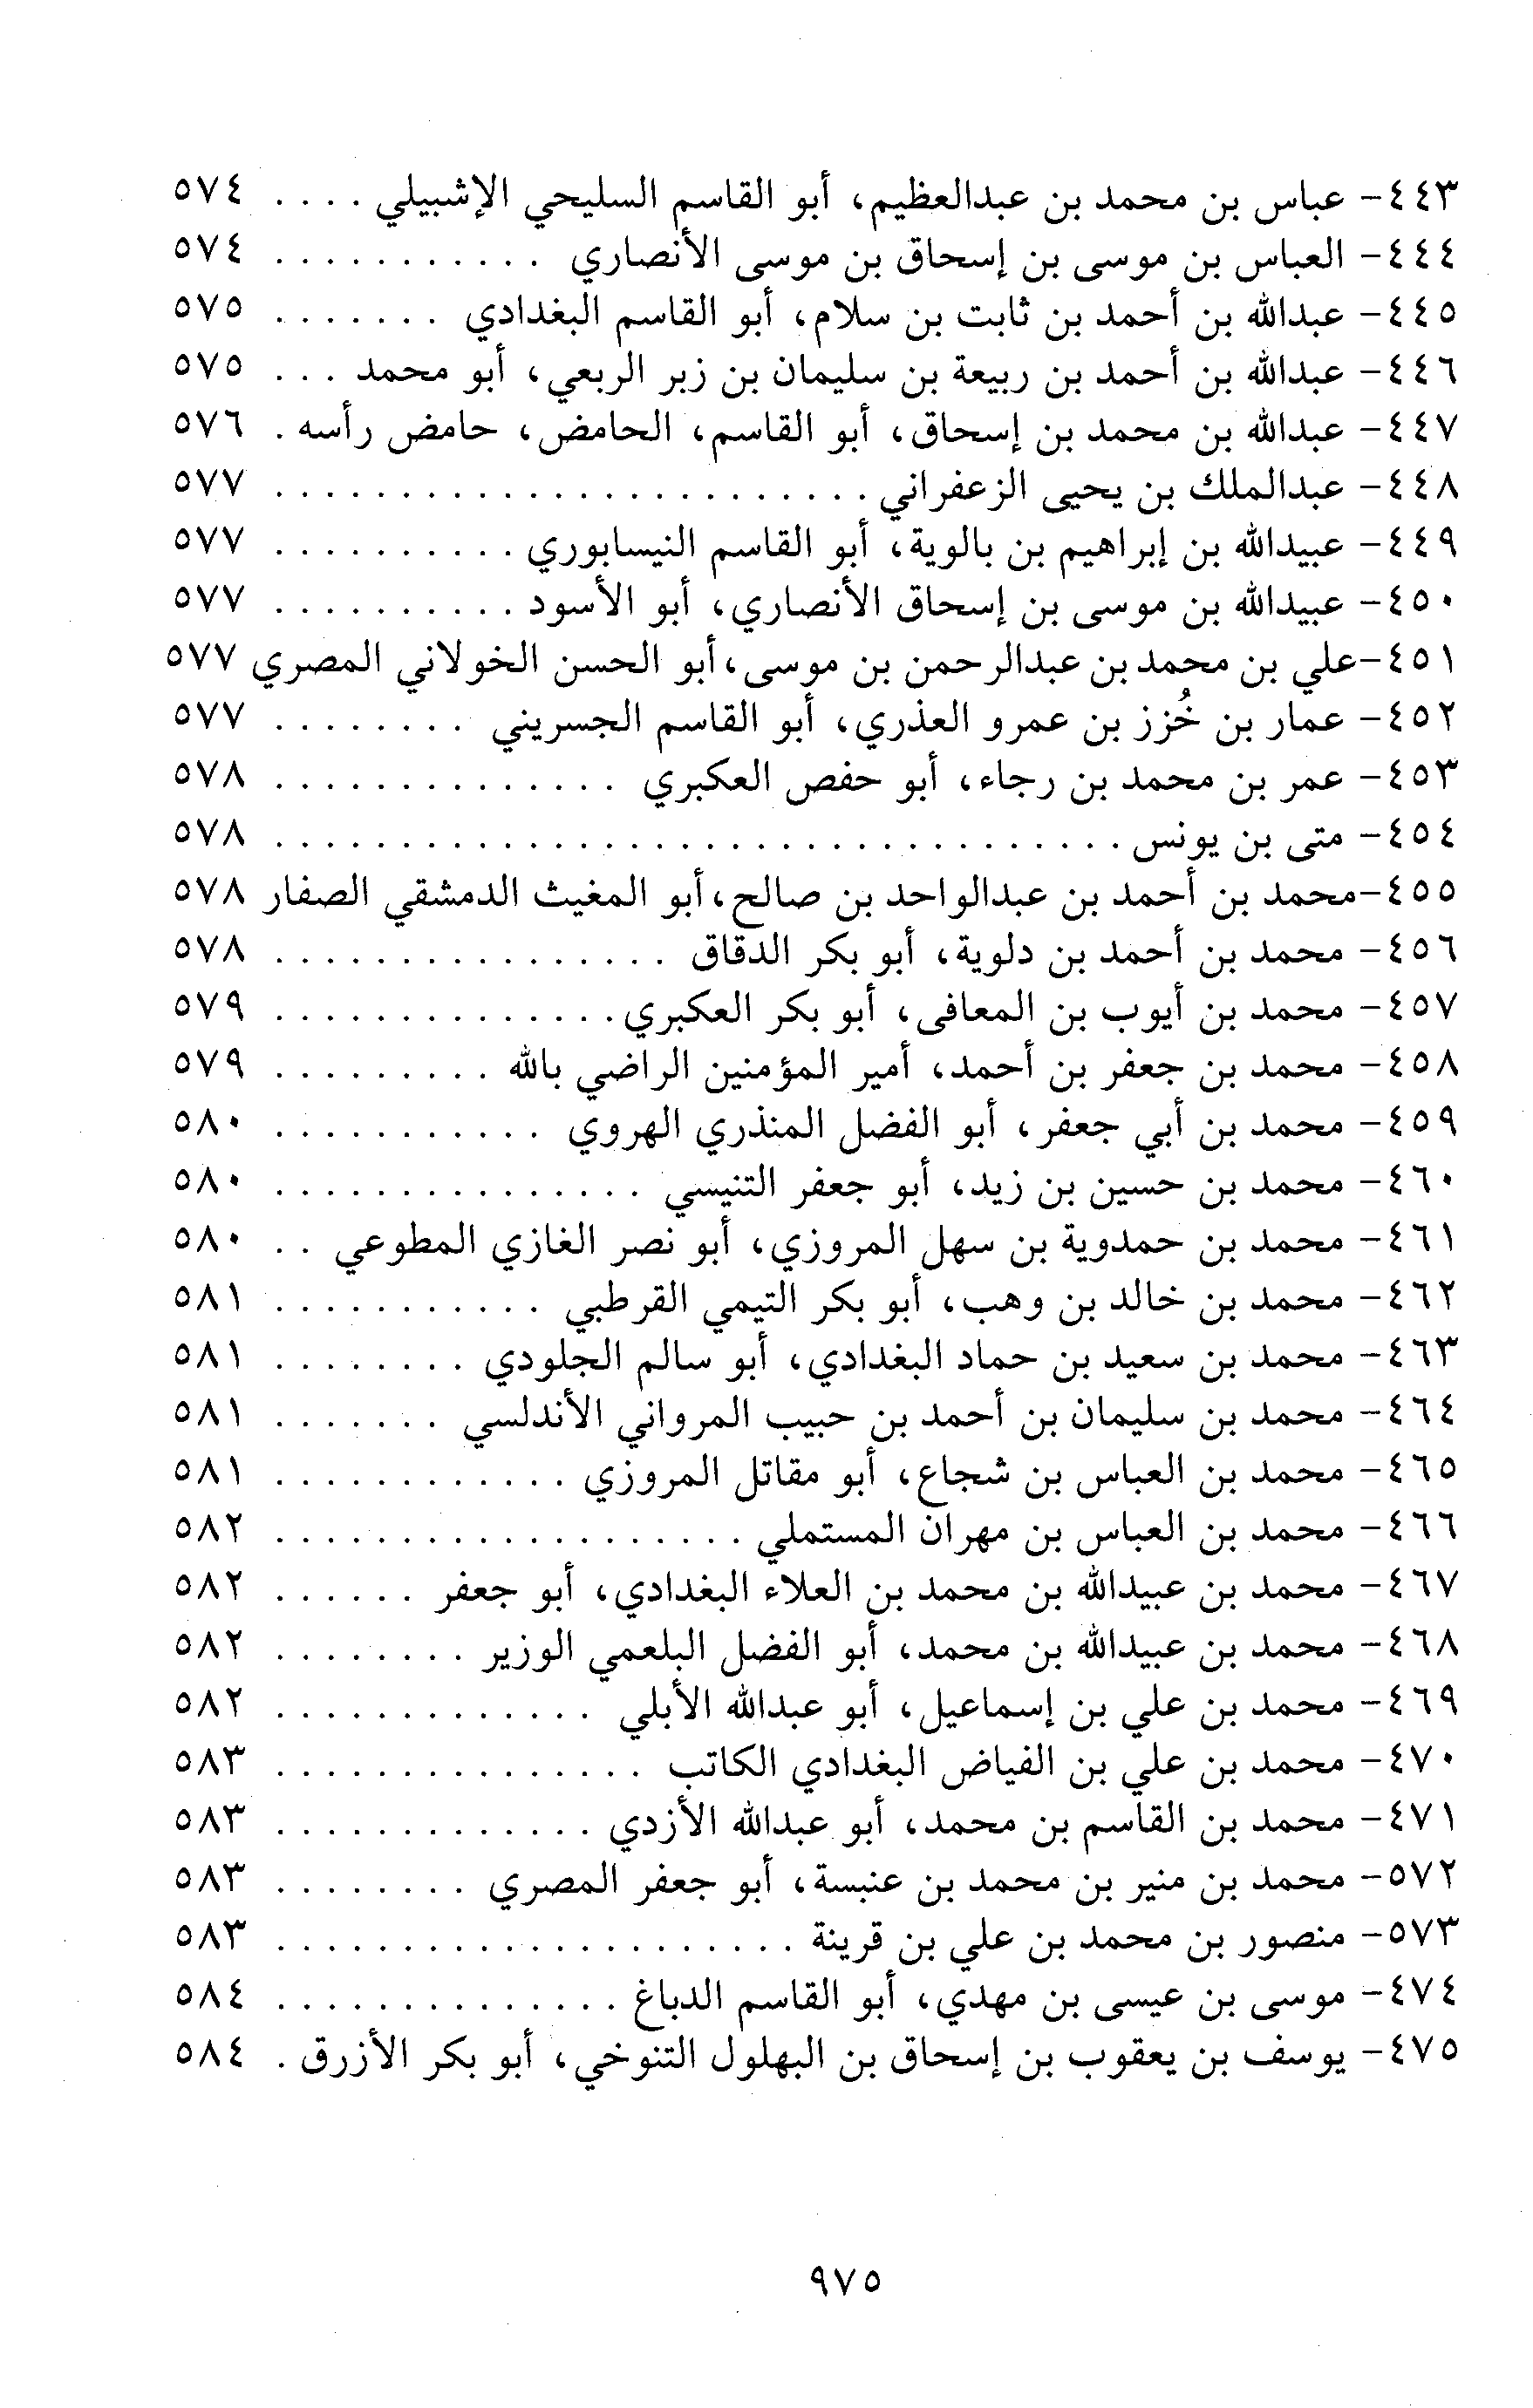 ٤٤٣- عباس بن محمد بن عبدالعظيم، أبو القاسم السليحي الإشبيلي . . . . ٥٧٤
٤٤٤- العباس بن موسى بن إسحاق بن موسى الأنصاري . . . . . . . . . . . ٥٧٤
٤٤٥- عبدالله بن أحمد بن ثابت بن سلام، أبو القاسم البغدادي . . . . . . . ٥٧٥
٤٤٦- عبدالله بن أحمد بن ربيعة بن سليمان بن زبر الربعي، أبو محمد . . . ٥٧٥
٤٤٧- عبدالله بن محمد بن إسحاق، أبو القاسم، الحامض، حامض رأسه . ٥٧٦
٤٤٨- عبدالملك بن يحيى الزعفراني . . . . . . . . . . . . . . . . . . . . . . . . ٥٧٧
٤٤٩- عبيدالله بن إبراهيم بن بالوية، أبو القاسم النيسابوري . . . . . . . . . . ٥٧٧
٤٥٠- عبيدالله بن موسى بن إسحاق الأنصاري، أبو الأسود . . . . . . . . . . ٥٧٧
٤٥١-علي بن محمد بن عبدالرحمن بن موسى،أبو الحسن الخولاني المصري ٥٧٧
٤٥٢- عمار بن خُزز بن عمرو العذري، أبو القاسم الجسريني . . . . . . . . ٥٧٧
٤٥٣- عمر بن محمد بن رجاء، أبو حفص العكبري . . . . . . . . . . . . . . ٥٧٨
٤٥٤- متى بن يونس . . . . . . . . . . . . . . . . . . . . . . . . . . . . . . . . . . ٥٧٨
٤٥٥-محمد بن أحمد بن عبدالواحد بن صالح،أبو المغيث الدمشقي الصفار ٥٧٨
٤٥٦- محمد بن أحمد بن دلوية، أبو بكر الدقاق . . . . . . . . . . . . . . . . ٥٧٨
٤٥٧- محمد بن أيوب بن المعافى، أبو بكر العكبري . . . . . . . . . . . . . . ٥٧٩
٤٥٨- محمد بن جعفر بن أحمد، أمير المؤمنين الراضي بالله . . . . . . . . . ٥٧٩
٤٥٩- محمد بن أبي جعفر، أبو الفضل المنذري الهروي . . . . . . . . . . . ٥٨٠
٤٦٠- محمد بن حسين بن زيد، أبو جعفر التنيسي . . . . . . . . . . . . . . . ٥٨٠
٤٦١- محمد بن حمدوية بن سهل المروزي، أبو نصر الغازي المطوعي . . ٥٨٠
٤٦٢- محمد بن خالد بن وهب، أبو بكر التيمي القرطبي . . . . . . . . . . . ٥٨١
٤٦٣- محمد بن سعيد بن حماد البغدادي، أبو سالم الجلودي . . . . . . . . ٥٨١
٤٦٤- محمد بن سليمان بن أحمد بن حبيب المرواني الأندلسي . . . . . . . ٥٨١
٤٦٥- محمد بن العباس بن شجاع، أبو مقاتل المروزي . . . . . . . . . . . . ٥٨١
٤٦٦- محمد بن العباس بن مهران المستملي . . . . . . . . . . . . . . . . . . . ٥٨٢
٤٦٧- محمد بن عبيدالله بن محمد بن العلاء البغدادي، أبو جعفر . . . . . . ٥٨٢
٤٦٨- محمد بن عبيدالله بن محمد، أبو الفضل البلعمي الوزير . . . . . . . . ٥٨٢
٤٦٩- محمد بن علي بن إسماعيل، أبو عبدالله الأبلي . . . . . . . . . . . . . ٥٨٢
٤٧٠- محمد بن علي بن الفياض البغدادي الكاتب . . . . . . . . . . . . . . . ٥٨٣
٤٧١- محمد بن القاسم بن محمد، أبو عبدالله الأزدي . . . . . . . . . . . . . ٥٨٣
٥٧٢- محمد بن منير بن محمد بن عنبسة، أبو جعفر المصري . . . . . . . . ٥٨٣
٥٧٣- منصور بن محمد بن علي بن قرينة . . . . . . . . . . . . . . . . . . . . . ٥٨٣
٤٧٤- موسى بن عيسى بن مهدي، أبو القاسم الدباغ . . . . . . . . . . . . . . ٥٨٤
٤٧٥- يوسف بن يعقوب بن إسحاق بن البهلول التنوخي، أبو بكر الأزرق . ٥٨٤
٩٧٥